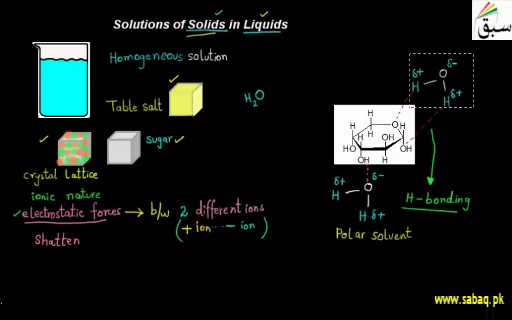 Solutions of Solids in Liquids
سبق
Homogeneous solution
Table salt
H₂O
sugar
crystal Lattice
ionic nature
electrostatic forces → b/w 2 different ions
(+ ion ··· - ion)
Shatten
δ-
δ+ O
H
H δ+
H
O H
H
H OH H
HO OH
OH H
δ+ δ-
O
H
H δ+
H-bonding
Polar solvent
www.sabaq.pk